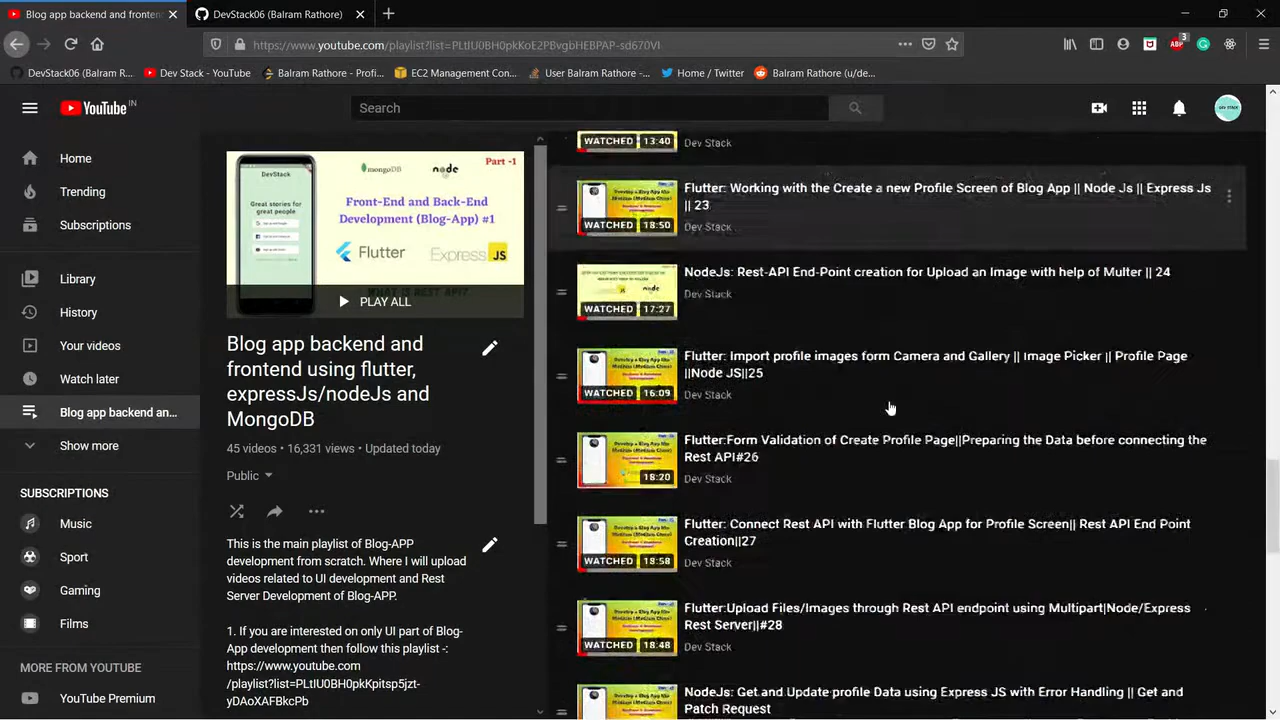 Blog app backend and frontend
DevStack06 (Balram Rathore)
https://www.youtube.com/playlist?list=
DevStack06 (Balram R...
Dev Stack - YouTube
Balram Rathore - Profi...
EC2 Management Con...
User Balram Rathore -...
Home / Twitter
Balram Rathore (u/de...
3
ABP
YouTube IN
Search
DEV STACK
Home
Trending
Subscriptions
Library
History
Your videos
Watch later
Blog app backend an...
Show more
SUBSCRIPTIONS
Music
Sport
Gaming
Films
MORE FROM YOUTUBE
YouTube Premium
DevStack
Great stories for
great people
mongoDB
node
Part -1
Front-End and Back-End
Development (Blog-App) #1
Flutter
Express JS
PLAY ALL
Blog app backend and
frontend using flutter,
expressJs/nodeJs and
MongoDB
45 videos • 16,331 views • Updated today
Public
This is the main playlist of Blog-APP
development from scratch. Where I will upload
videos related to UI development and Rest
Server Development of Blog-APP.
1. If you are interested on only UI part of Blog-
App development then follow this playlist -:
https://www.youtube.com
/playlist?list=PLtIU0BH0pkKpitsp5jzt-
WATCHED 13:40
Dev Stack
Flutter: Working with the Create a new Profile Screen of Blog app || Node Js || Express Js
|| 23
WATCHED 18:50
Dev Stack
NodeJs: Rest-API End-Point creation for Upload an Image with help of Multer || 24
WATCHED 17:27
Dev Stack
Flutter: Import profile images form camera and Gallery || Image Picker || Profile Page
||Node JS||25
WATCHED 16:09
Dev Stack
Flutter:Form Validation of Create Profile Page||Preparing the Data for connecting the
Rest API#26
18:20
Dev Stack
Flutter: Connect Rest API with Flutter Blog App for Profile Screen|| Rest API End Point
Creation||27
WATCHED 18:58
Dev Stack
Flutter:Upload Files/Images through Rest API endpoint using Multer||Node/Express
Rest Server||#28
WATCHED 18:48
Dev Stack
NodeJs: Get and Update profile Data using ExpressJS with Error handling || Get and
Patch Request